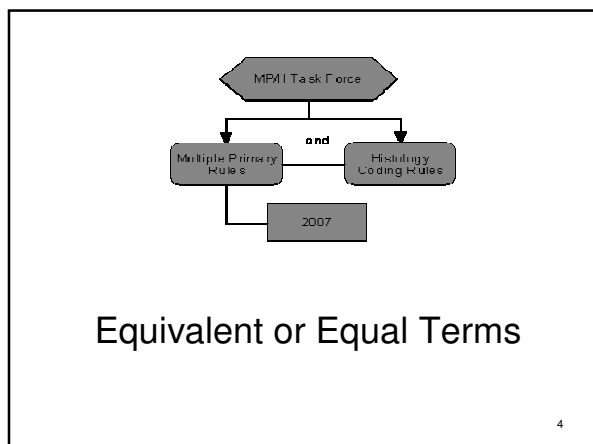 MP/H Task Force
and
Multiple Primary
Rules
Histology
Coding Rules
2007
Equivalent or Equal Terms
4